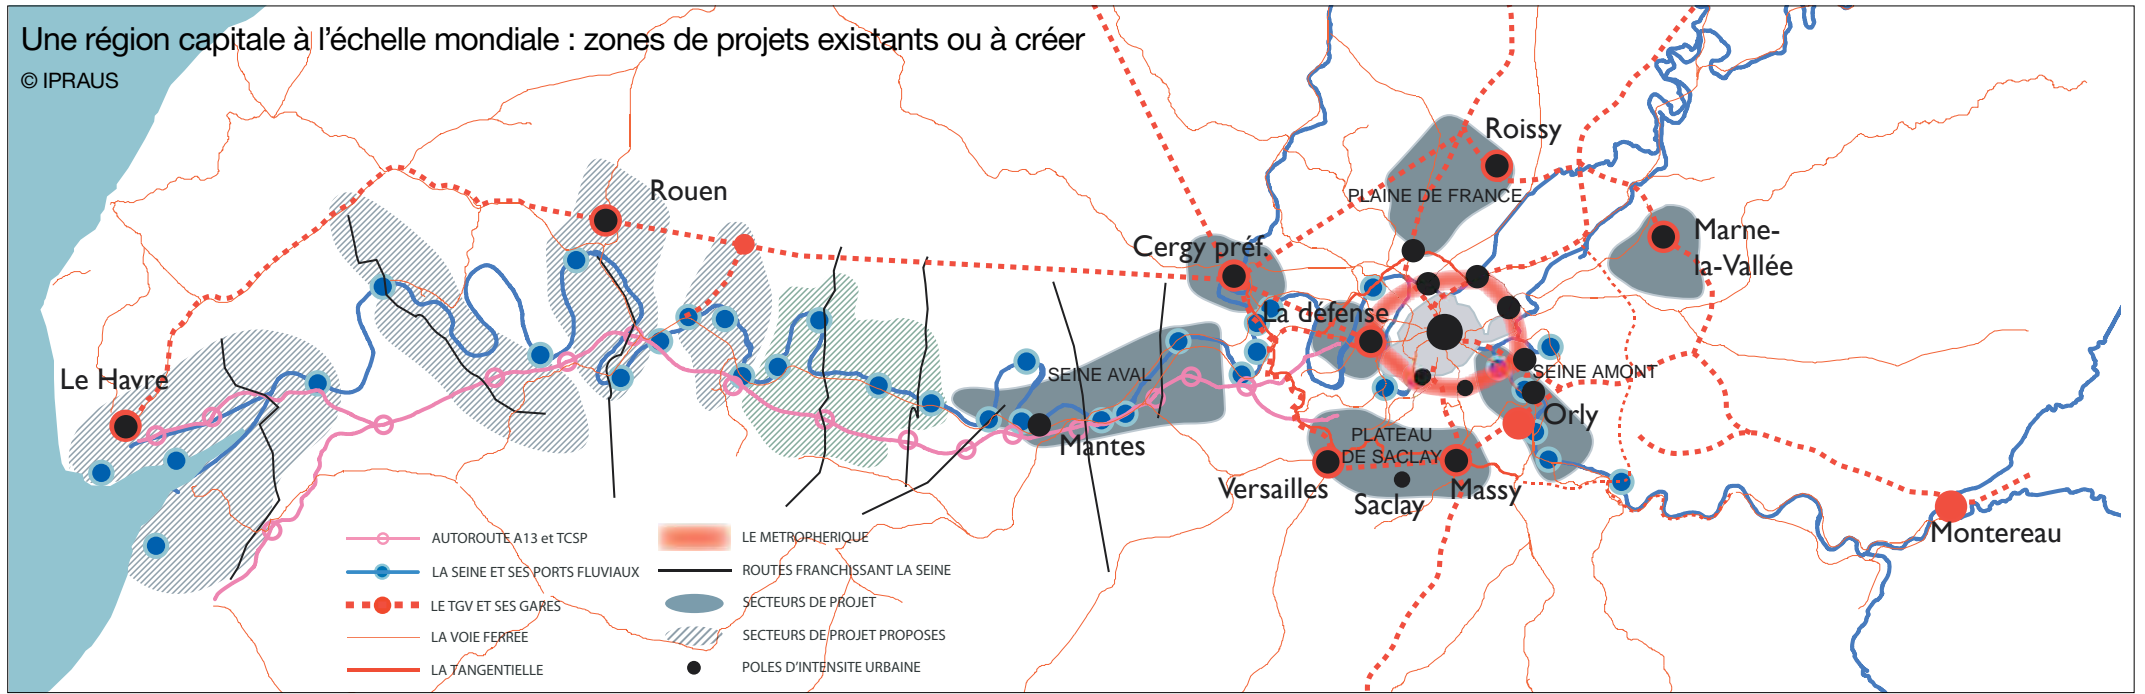 Une région capitale à l'échelle mondiale : zones de projets existants ou à créer
© IPRAUS
Roissy
PLAINE DE FRANCE
Rouen
Cergy préf.
Marne-
la-Vallée
La défense
Le Havre
SEINE AVAL
SEINE AMONT
Orly
Mantes
PLATEAU
DE SACLAY
Versailles
Saclay
Massy
Montereau
AUTOROUTE A13 et TCSP
LA SEINE ET SES PORTS FLUVIAUX
LE TGV ET SES GARES
LA VOIE FERREE
LA TANGENTIELLE
LE METROPHERIQUE
ROUTES FRANCHISSANT LA SEINE
SECTEURS DE PROJET
SECTEURS DE PROJET PROPOSES
POLES D'INTENSITE URBAINE